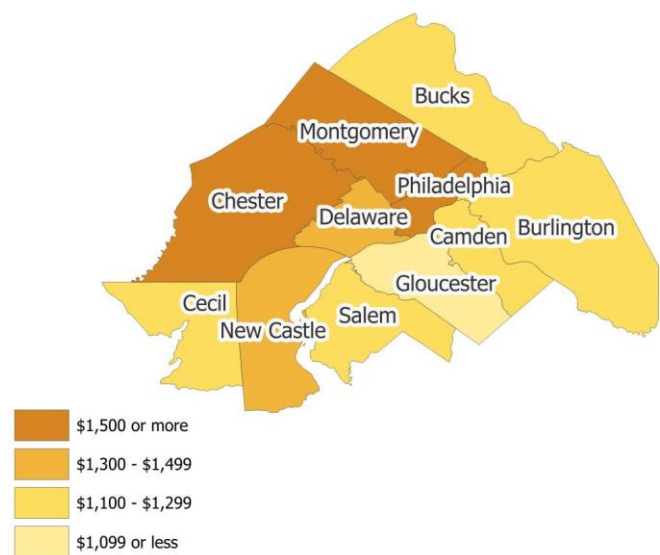 Bucks
Montgomery
Philadelphia
Chester
Delaware
Burlington
Camden
Gloucester
Cecil
Salem
New Castle
$1,500 or more
$1,300 - $1,499
$1,100 - $1,299
$1,099 or less